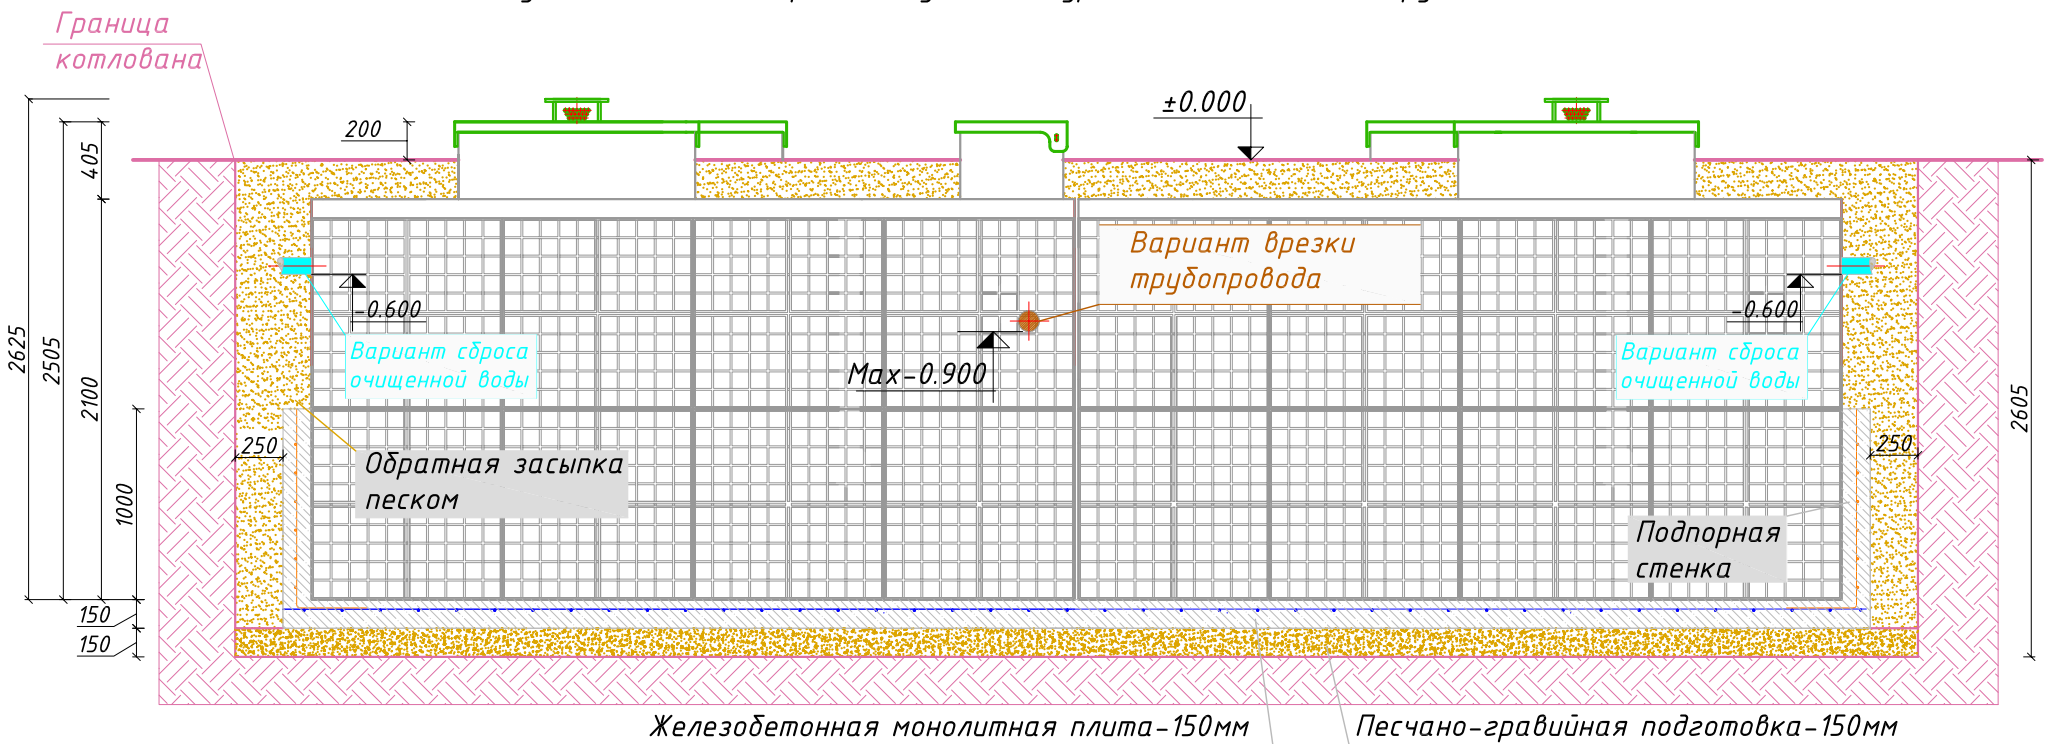 Граница
котлована
200
±0.000
405
2625
2505
2100
1000
150
150
250
-0.600
Вариант сброса
очищенной воды
Вариант врезки
трубопровода
Max-0.900
-0.600
Вариант сброса
очищенной воды
2605
250
Обратная засыпка
песком
Подпорная
стенка
Железобетонная монолитная плита-150мм
Песчано-гравийная подготовка-150мм